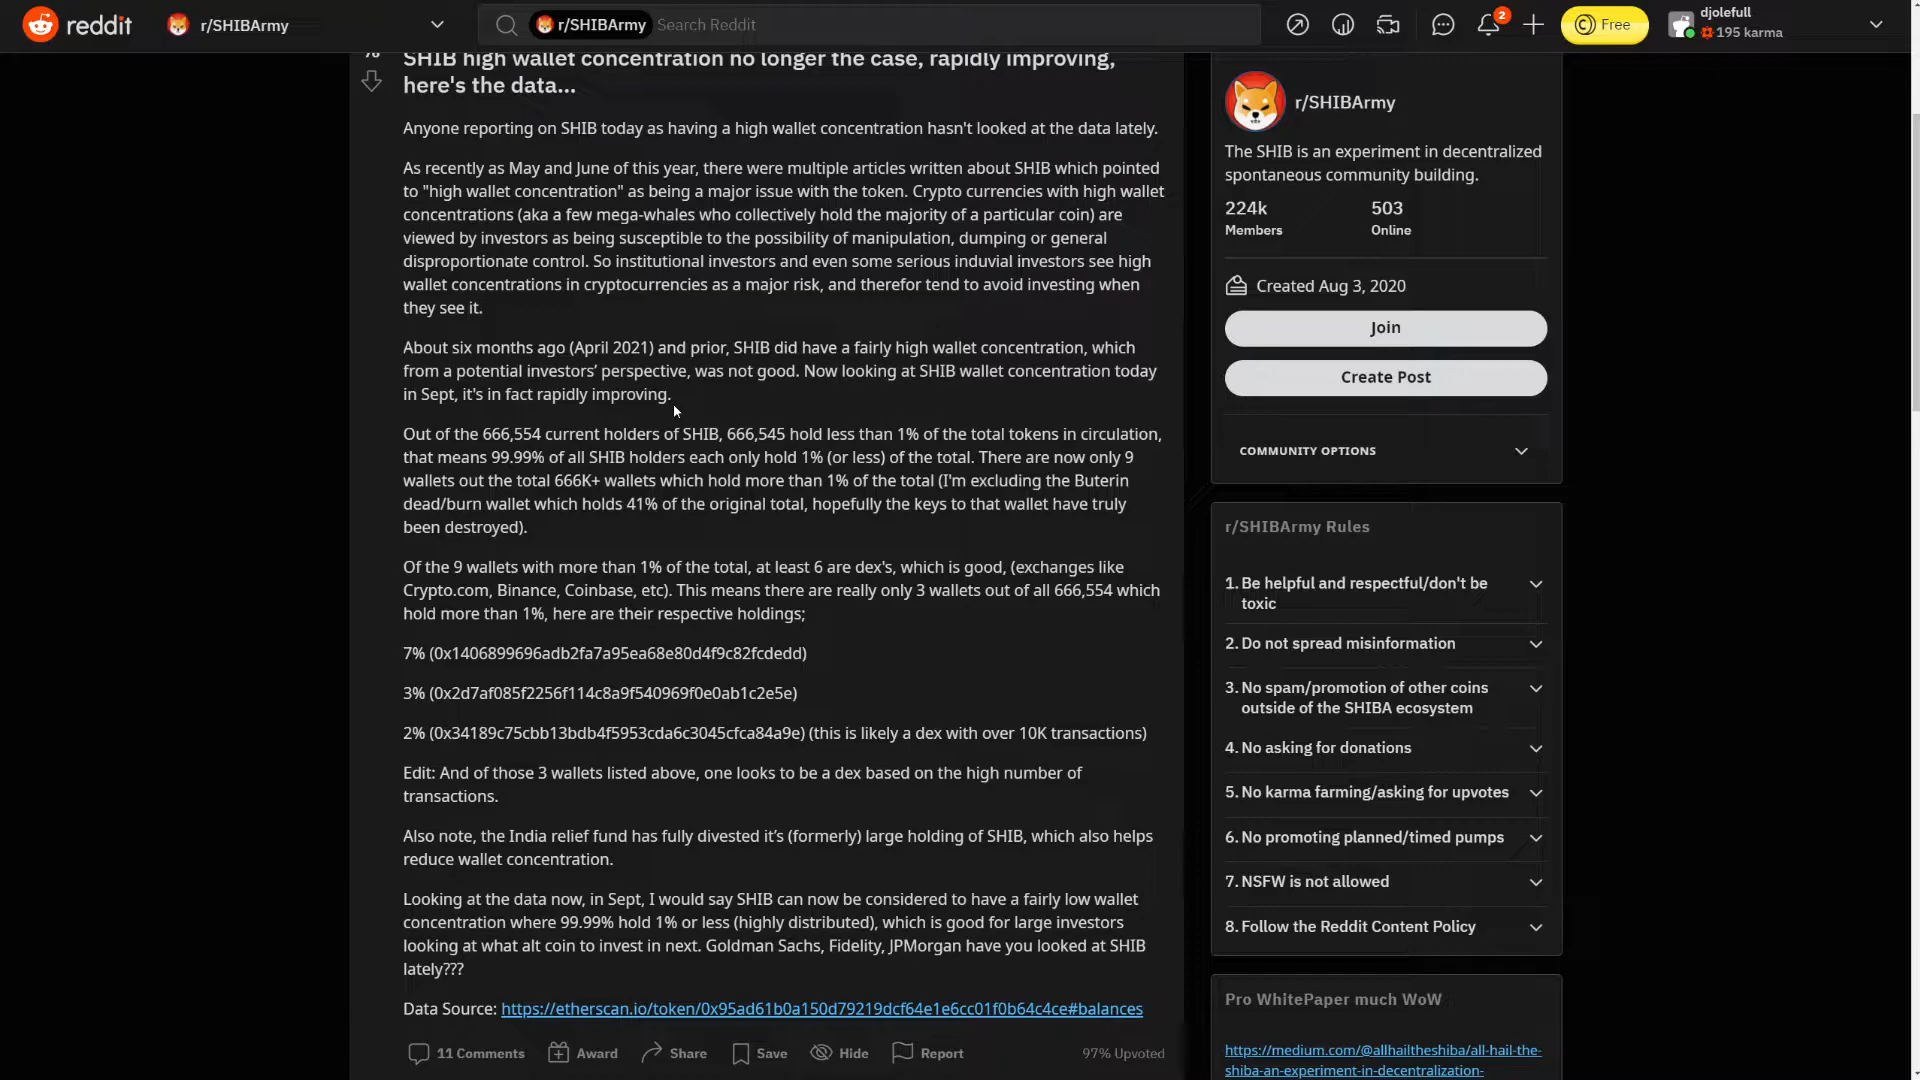 reddit
r/SHIBArmy
r/SHIBArmy Search Reddit
2
Free
djolefull
195 karma
SHIB high wallet concentration no longer the case, rapidly improving,
here's the data...
Anyone reporting on SHIB today as having a high wallet concentration hasn't looked at the data lately.
As recently as May and June of this year, there were multiple articles written about SHIB which pointed
to "high wallet concentration" as being a major issue with the token. Crypto currencies with high wallet
concentrations (aka a few mega-whales who collectively hold the majority of a particular coin) are
viewed by investors as being susceptible to the possibility of manipulation, dumping or general
disproportionate control. So institutional investors and even some serious induvial investors see high
wallet concentrations in cryptocurrencies as a major risk, and therefor tend to avoid investing when
they see it.
About six months ago (April 2021) and prior, SHIB did have a fairly high wallet concentration, which
from a potential investors’ perspective, was not good. Now looking at SHIB wallet concentration today
in Sept, it's in fact rapidly improving.
Out of the 666,554 current holders of SHIB, 666,545 hold less than 1% of the total tokens in circulation,
that means 99.99% of all SHIB holders each only hold 1% (or less) of the total. There are now only 9
wallets out the total 666K+ wallets which hold more than 1% of the total (I'm excluding the Buterin
dead/burn wallet which holds 41% of the original total, hopefully the keys to that wallet have truly
been destroyed).
Of the 9 wallets with more than 1% of the total, at least 6 are dex's, which is good, (exchanges like
Crypto.com, Binance, Coinbase, etc). This means there are really only 3 wallets out of all 666,554 which
hold more than 1%, here are their respective holdings;
7% (0x1406899696adb2fa7a95ea68e80d4f9c82fcdedd)
3% (0x2d7af085f2256f114c8a9f540969f0e0ab1c2e5e)
2% (0x34189c75cbb13bdb4f5953cda6c3045cfca84a9e) (this is likely a dex with over 10K transactions)
Edit: And of those 3 wallets listed above, one looks to be a dex based on the high number of
transactions.
Also note, the India relief fund has fully divested it’s (formerly) large holding of SHIB, which also helps
reduce wallet concentration.
Looking at the data now, in Sept, I would say SHIB can now be considered to have a fairly low wallet
concentration where 99.99% hold 1% or less (highly distributed), which is good for large investors
looking at what alt coin to invest in next. Goldman Sachs, Fidelity, JPMorgan have you looked at SHIB
lately???
Data Source: https://etherscan.io/token/0x95ad61b0a150d79219dcf64e1e6cc01f0b64c4ce#balances
11 Comments Award Share Save Hide Report 97% Upvoted
r/SHIBArmy
The SHIB is an experiment in decentralized
spontaneous community building.
224k 503
Members Online
Created Aug 3, 2020
Join
Create Post
COMMUNITY OPTIONS
r/SHIBArmy Rules
1. Be helpful and respectful/don't be
toxic
2. Do not spread misinformation
3. No spam/promotion of other coins
outside of the SHIBA ecosystem
4. No asking for donations
5. No karma farming/asking for upvotes
6. No promoting planned/timed pumps
7. NSFW is not allowed
8. Follow the Reddit Content Policy
Pro WhitePaper much WoW
https://medium.com/@allhailtheshiba/all-hail-the-
shiba-an-experiment-in-decentralization-